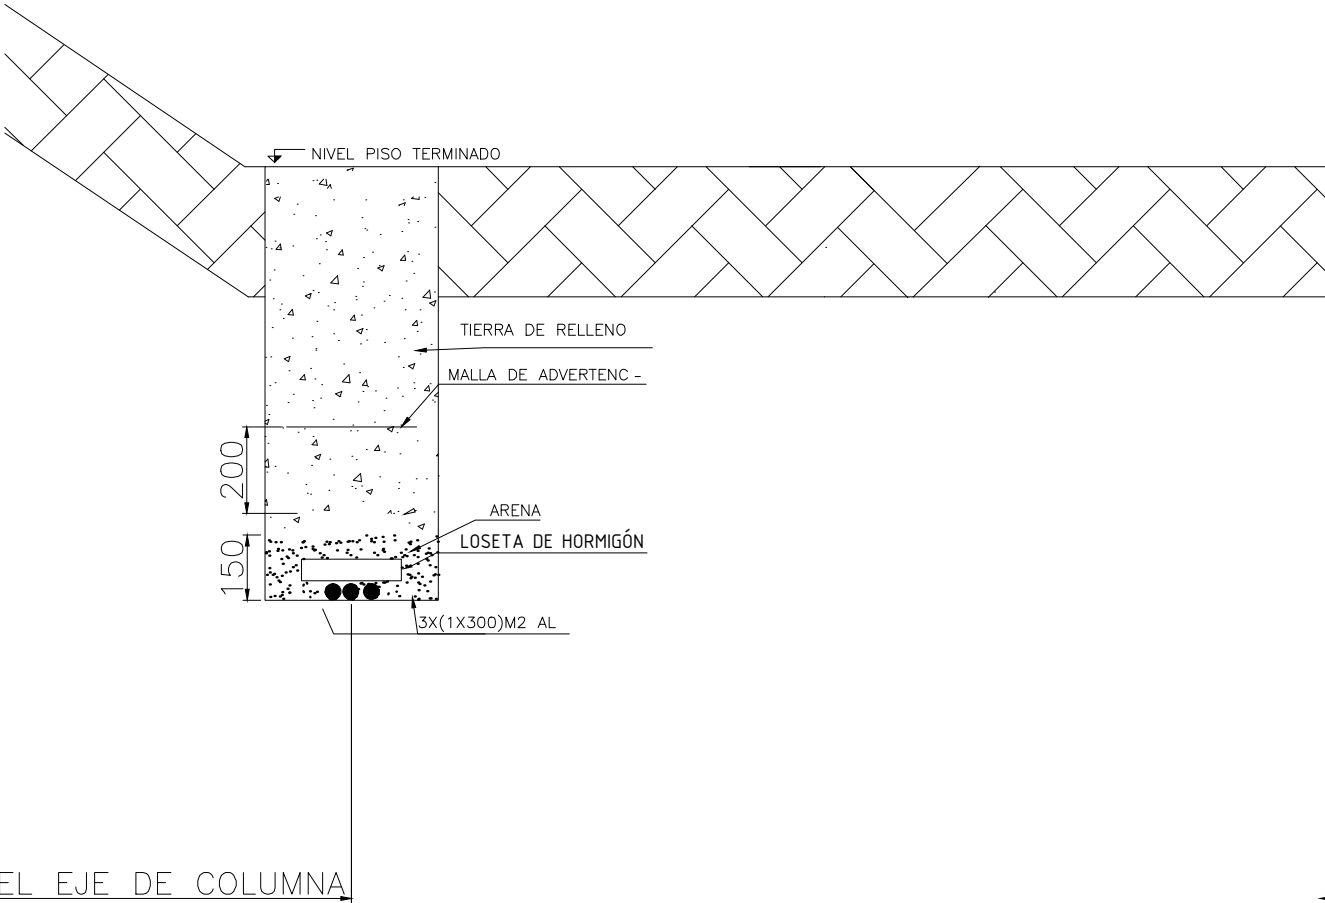 NIVEL PISO TERMINADO
TIERRA DE RELLENO
MALLA DE ADVERTENC-
200
ARENA
LOSETA DE HORMIGÓN
150
3X(1X300)M2 AL
EL EJE DE COLUMNA